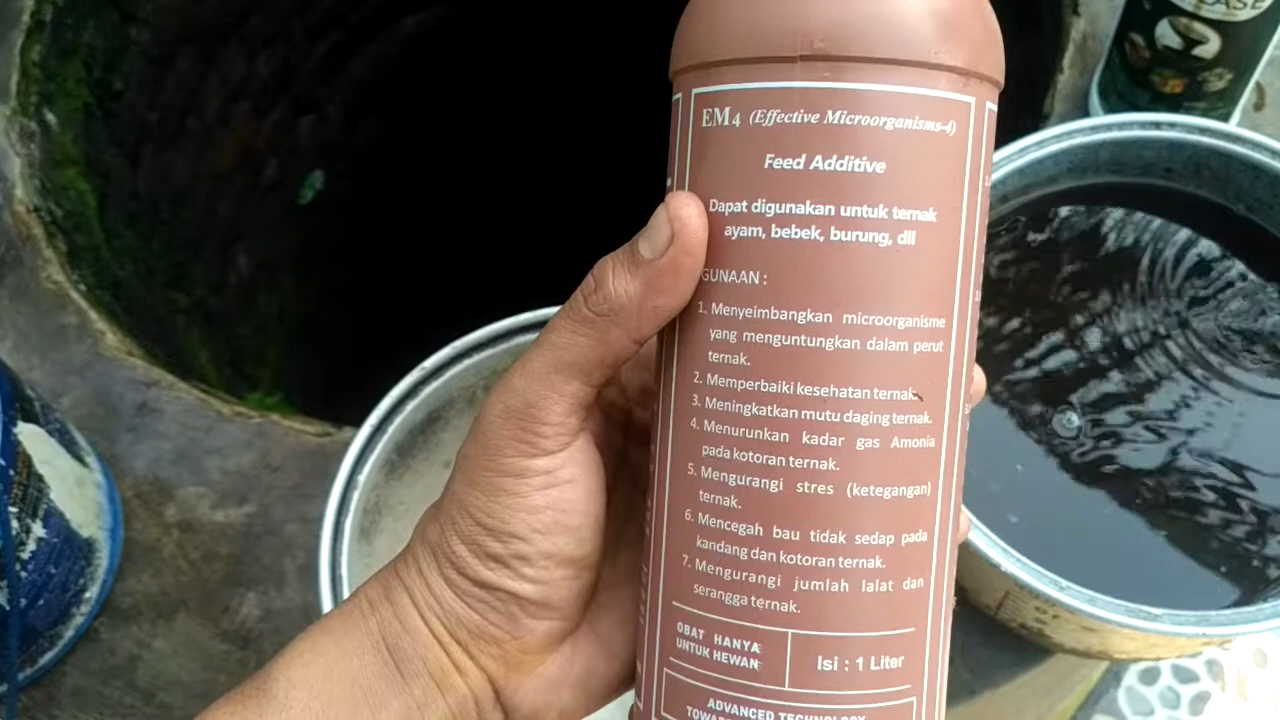 EM4 (Effective Microorganisms-4)
Feed Additive
Dapat digunakan untuk ternak
ayam, bebek, burung, dll
GUNAAN :
1. Menyeimbangkan microorganisme
yang menguntungkan dalam perut
ternak.
2. Memperbaiki kesehatan ternak.
3. Meningkatkan mutu daging ternak.
4. Menurunkan kadar gas Amonia
pada kotoran ternak.
5. Mengurangi stres (ketegangan)
ternak.
6. Mencegah bau tidak sedap pada
kandang dan kotoran ternak.
7. Mengurangi jumlah lalat dan
serangga ternak.
OBAT HANYA
UNTUK HEWAN
Isi : 1 Liter
ADVANCED TECHNOLOGY